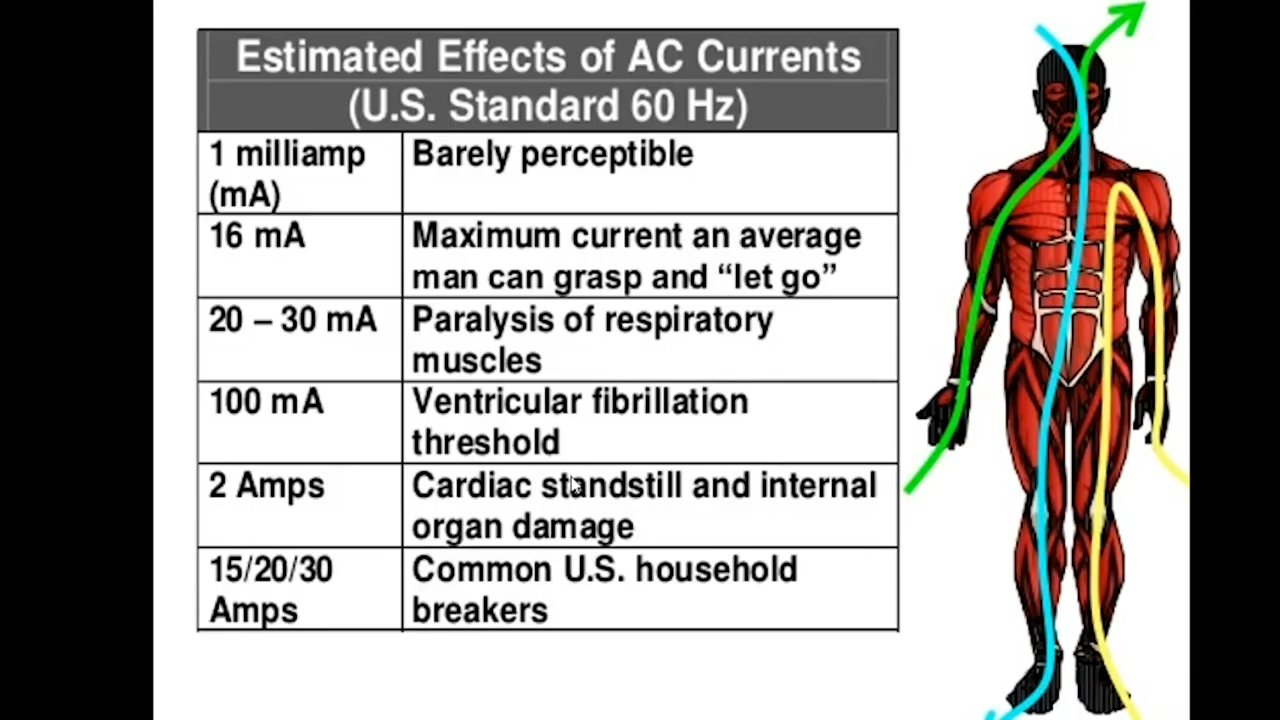 Estimated Effects of AC Currents
(U.S. Standard 60 Hz)
1 milliamp
(mA)
Barely perceptible
16 mA
Maximum current an average
man can grasp and “let go”
20 – 30 mA
Paralysis of respiratory
muscles
100 mA
Ventricular fibrillation
threshold
2 Amps
Cardiac standstill and internal
organ damage
15/20/30
Amps
Common U.S. household
breakers